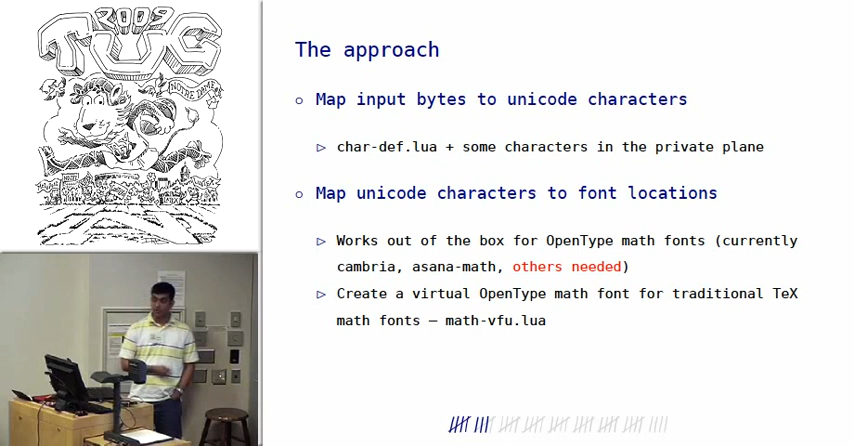 2009
TUG
NOTRE DAME
The approach
Map input bytes to unicode characters
char-def.lua + some characters in the private plane
Map unicode characters to font locations
Works out of the box for OpenType math fonts (currently
cambria, asana-math, others needed)
Create a virtual OpenType math font for traditional TeX
math fonts – math-vfu.lua